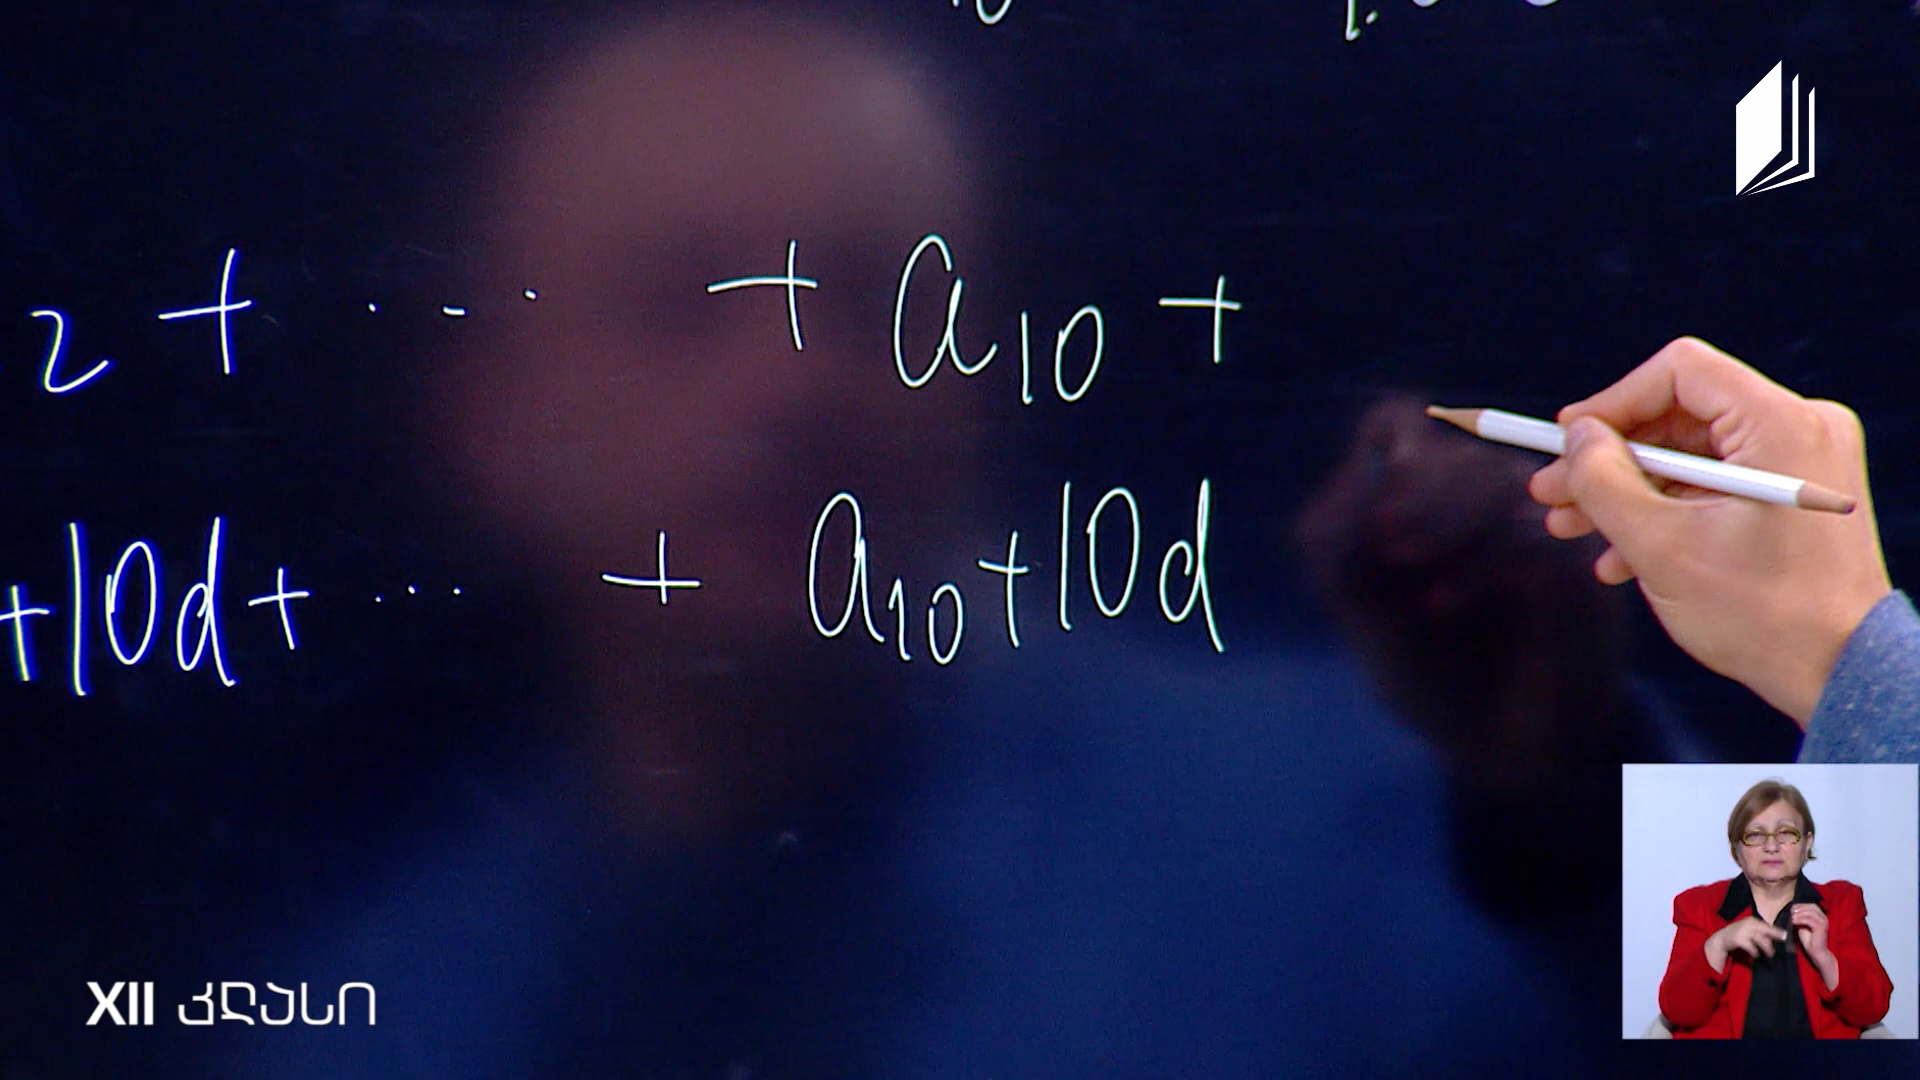 2 + ... + a₁₀ +
+10d + ... + a₁₀+10d
XII კლასი